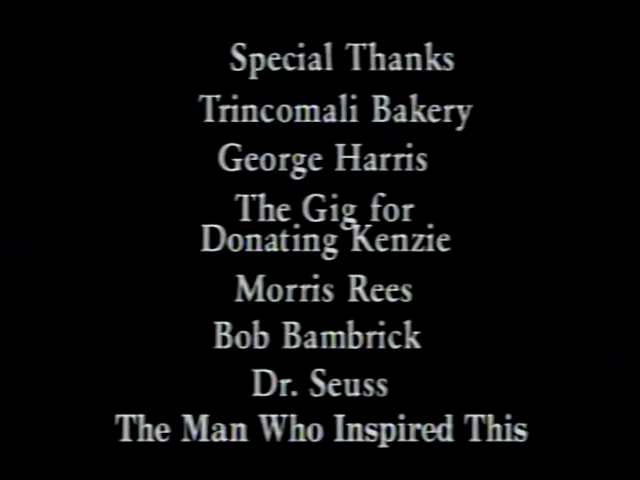 Special Thanks
Trincomali Bakery
George Harris
The Gig for
Donating Kenzie
Morris Rees
Bob Bambrick
Dr. Seuss
The Man Who Inspired This